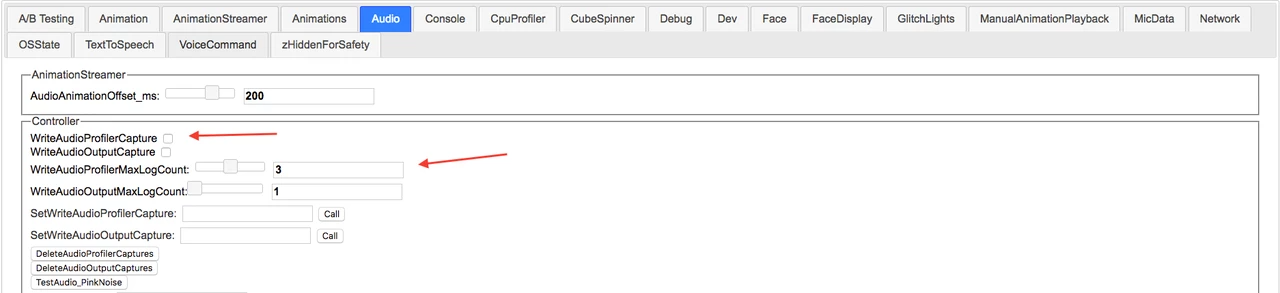 A/B Testing Animation AnimationStreamer Animations Audio Console CpuProfiler CubeSpinner Debug Dev Face FaceDisplay GlitchLights ManualAnimationPlayback MicData Network
OSState TextToSpeech VoiceCommand zHiddenForSafety
AnimationStreamer
AudioAnimationOffset_ms: 200
Controller
WriteAudioProfilerCapture
WriteAudioOutputCapture
WriteAudioProfilerMaxLogCount: 3
WriteAudioOutputMaxLogCount: 1
SetWriteAudioProfilerCapture: Call
SetWriteAudioOutputCapture: Call
DeleteAudioProfilerCaptures
DeleteAudioOutputCaptures
TestAudio_PinkNoise